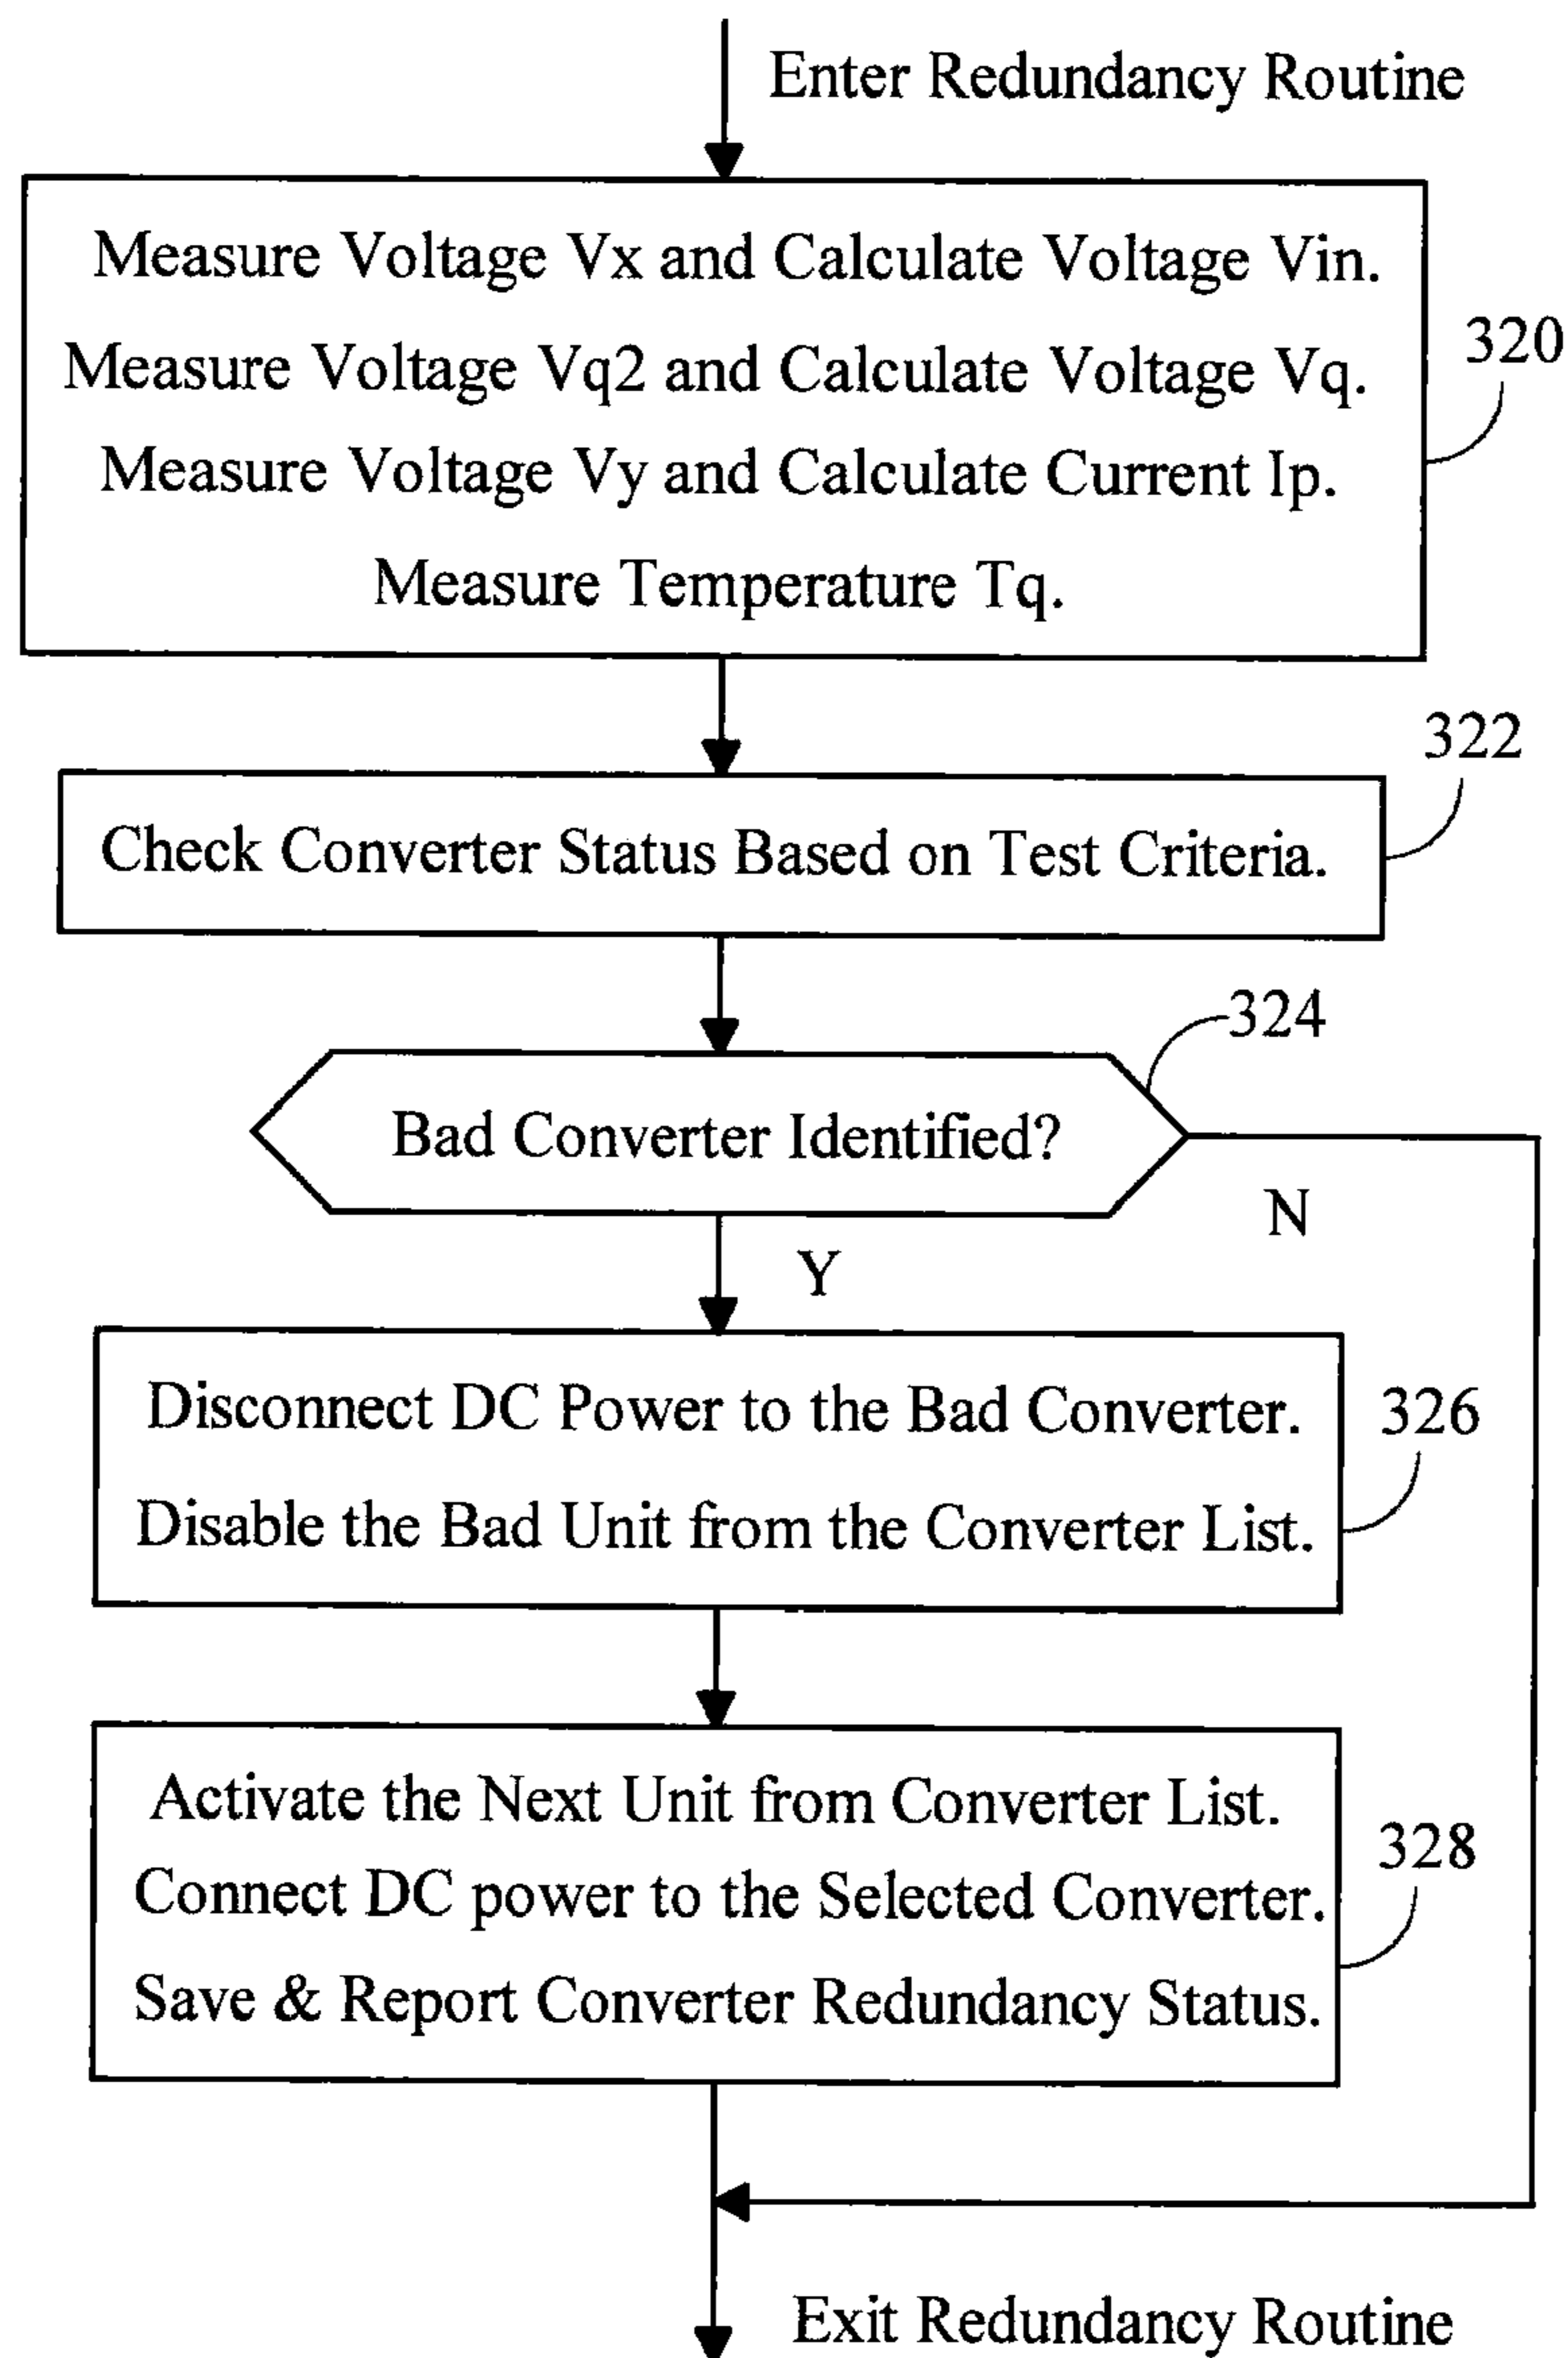 Enter Redundancy Routine
Measure Voltage Vx and Calculate Voltage Vin.
Measure Voltage Vq2 and Calculate Voltage Vq.
320
Measure Voltage Vy and Calculate Current Ip.
Measure Temperature Tq.
322
Check Converter Status Based on Test Criteria.
324
Bad Converter Identified?
N
Y
Disconnect DC Power to the Bad Converter.
326
Disable the Bad Unit from the Converter List.
Activate the Next Unit from Converter List.
328
Connect DC power to the Selected Converter.
Save & Report Converter Redundancy Status.
Exit Redundancy Routine